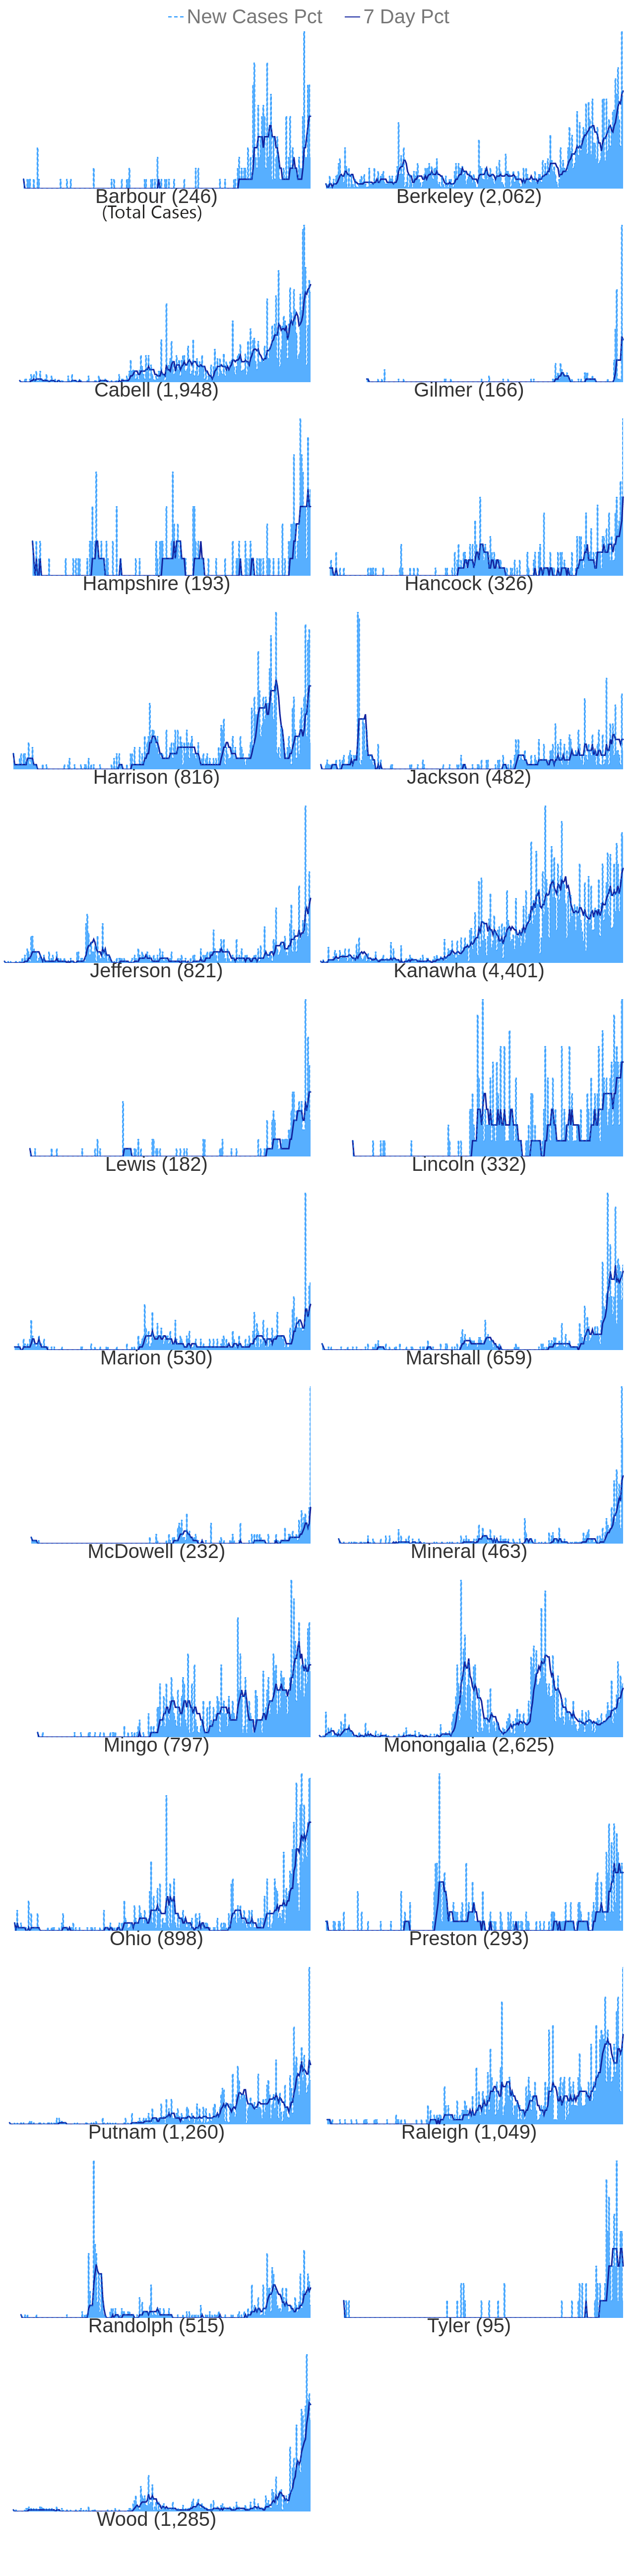 New Cases Pct 7 Day Pct
Barbour (246) Berkeley (2,062)
(Total Cases)
Cabell (1,948) Gilmer (166)
Hampshire (193) Hancock (326)
Harrison (816) Jackson (482)
Jefferson (821) Kanawha (4,401)
Lewis (182) Lincoln (332)
Marion (530) Marshall (659)
McDowell (232) Mineral (463)
Mingo (797) Monongalia (2,625)
Ohio (898) Preston (293)
Putnam (1,260) Raleigh (1,049)
Randolph (515) Tyler (95)
Wood (1,285)